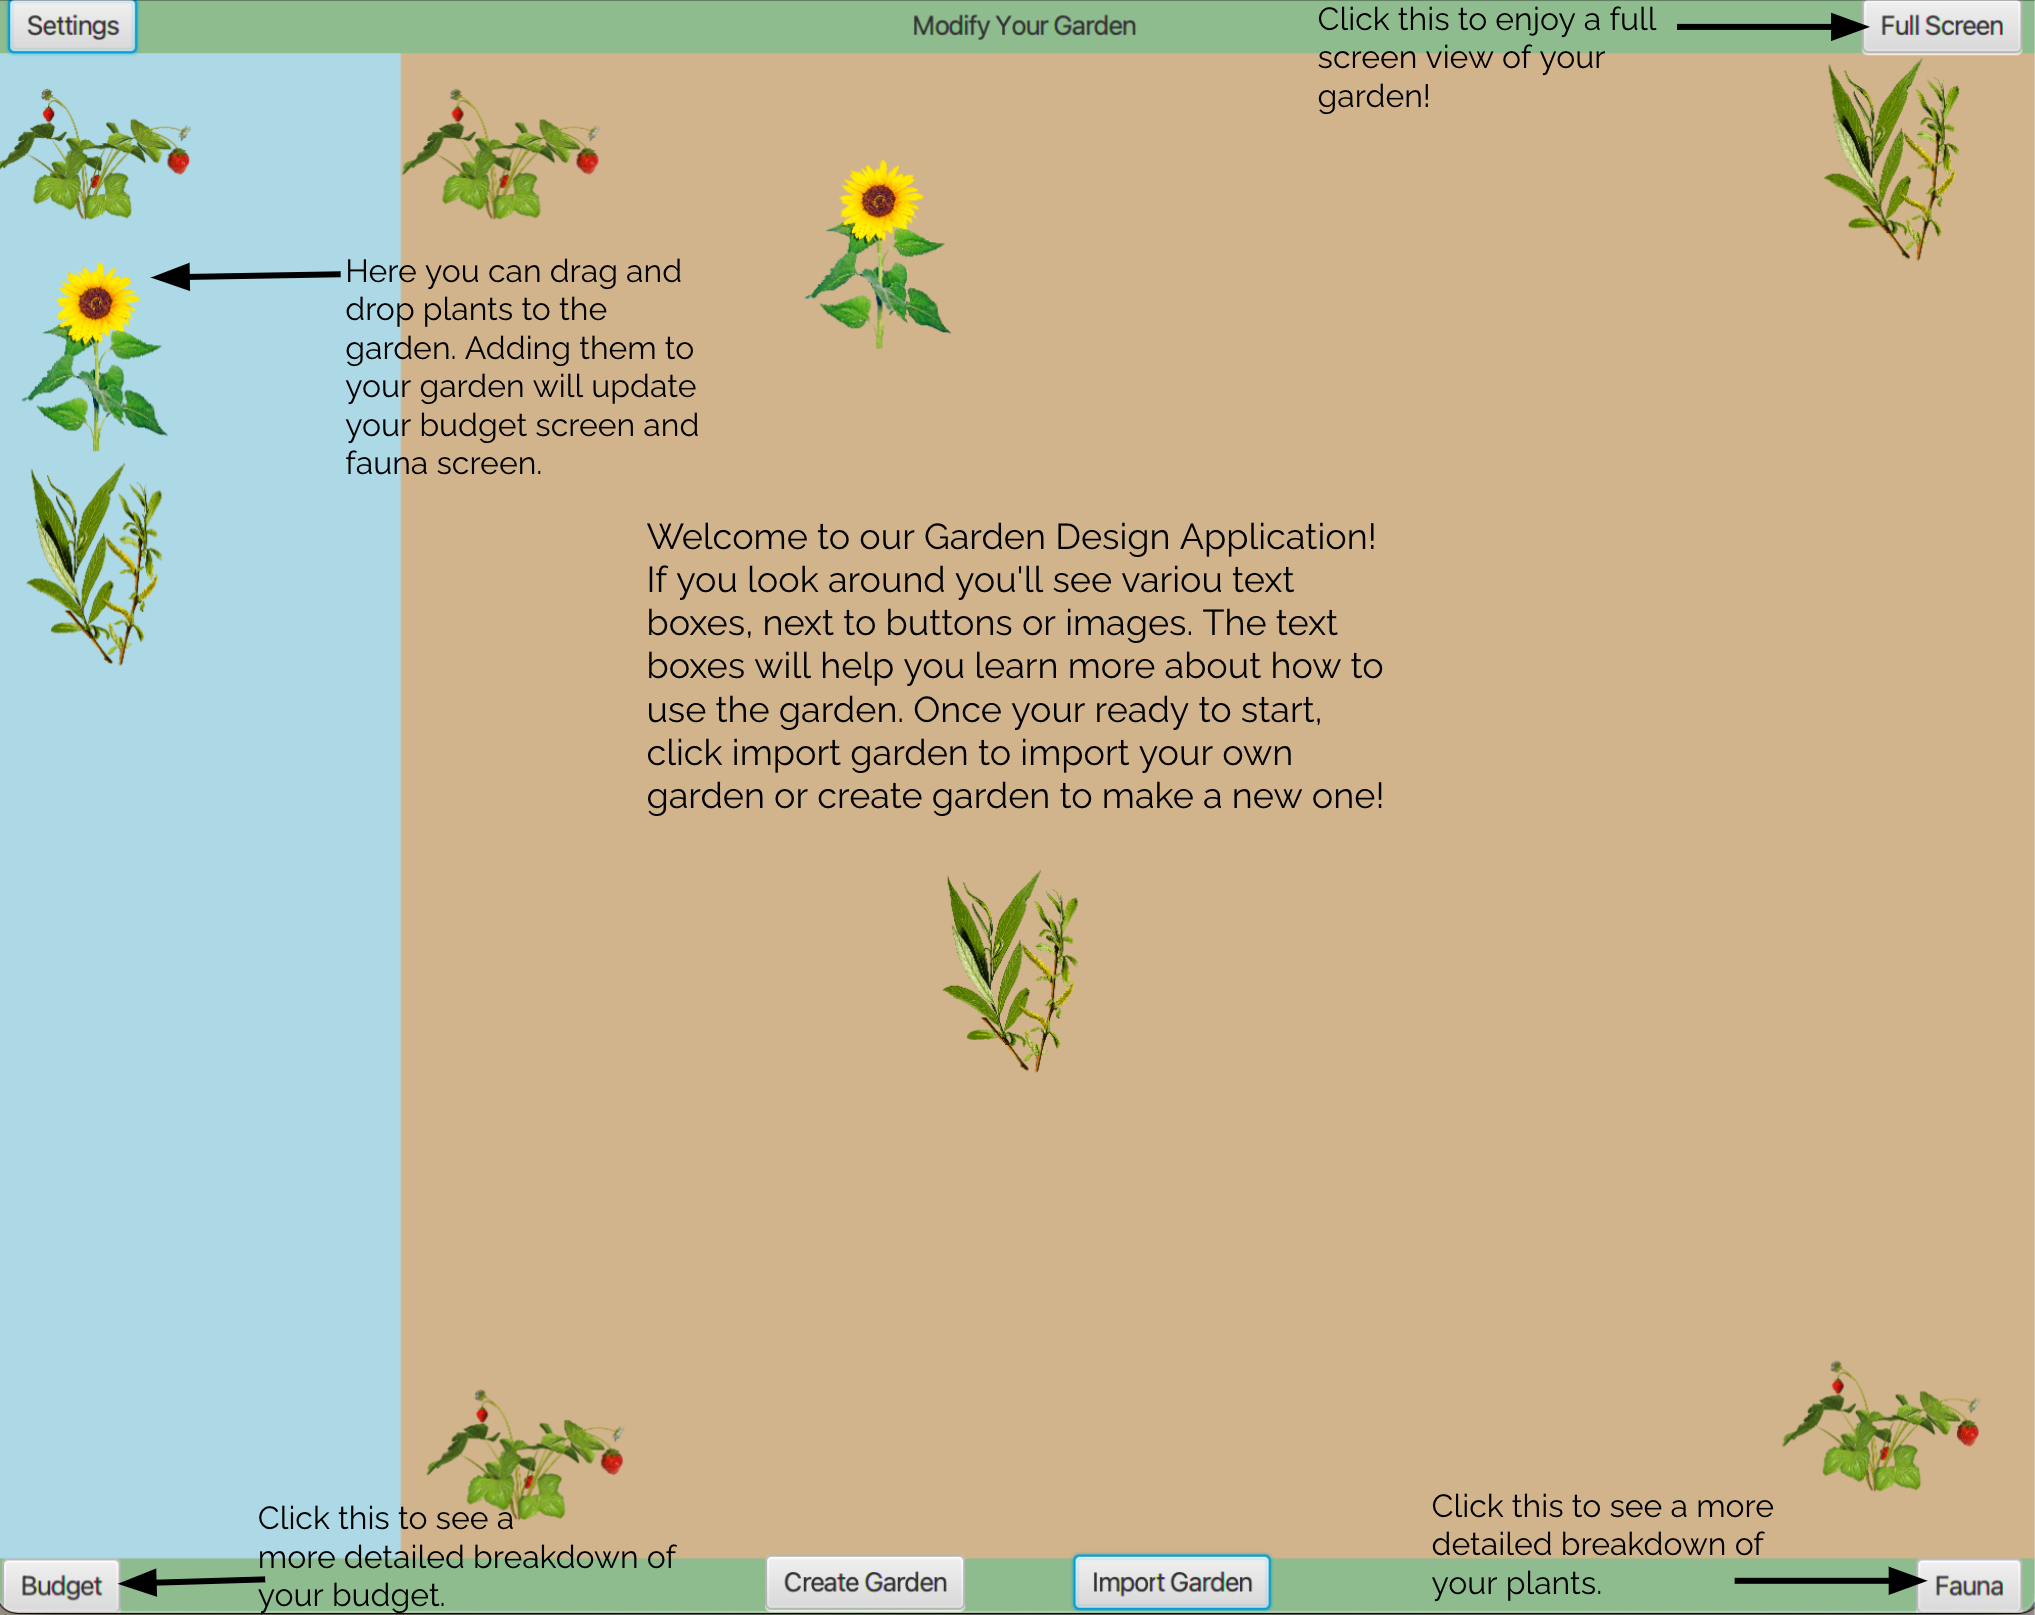 Settings
Modify Your Garden
Click this to enjoy a full
screen view of your
garden!
Full Screen
Here you can drag and
drop plants to the
garden. Adding them to
your garden will update
your budget screen and
fauna screen.
Welcome to our Garden Design Application!
If you look around you'll see variou text
boxes, next to buttons or images. The text
boxes will help you learn more about how to
use the garden. Once your ready to start,
click import garden to import your own
garden or create garden to make a new one!
Click this to see a
more detailed breakdown of
your budget.
Click this to see a more
detailed breakdown of
your plants.
Budget
Create Garden
Import Garden
Fauna